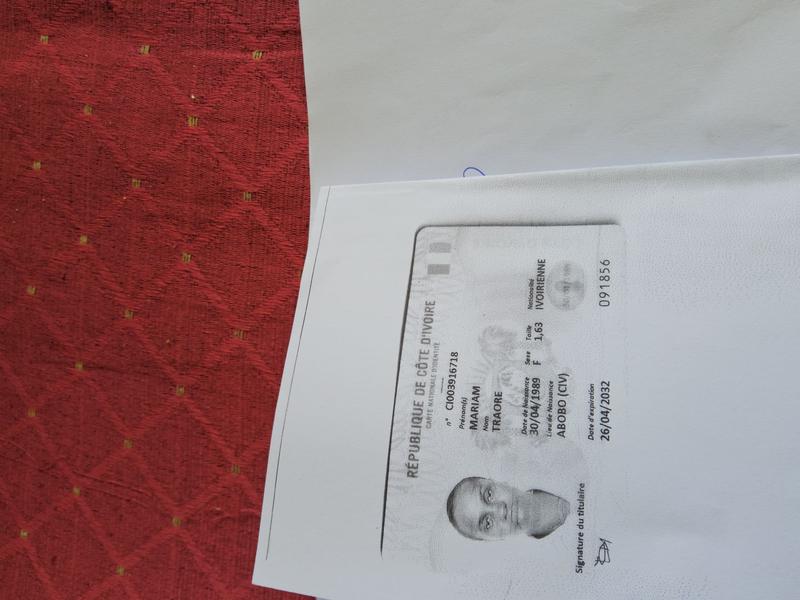 RÉPUBLIQUE DE CÔTE D'IVOIRE
CARTE NATIONALE D'IDENTITÉ
n° CI003916718
Prénom(s)
MARIAM
Nom
TRAORE
Date de Naissance Sexe Taille Nationalité
30/04/1989 F 1,63 IVOIRIENNE
Lieu de Naissance
ABOBO (CIV)
Date d'expiration
26/04/2032
091856
Signature du titulaire